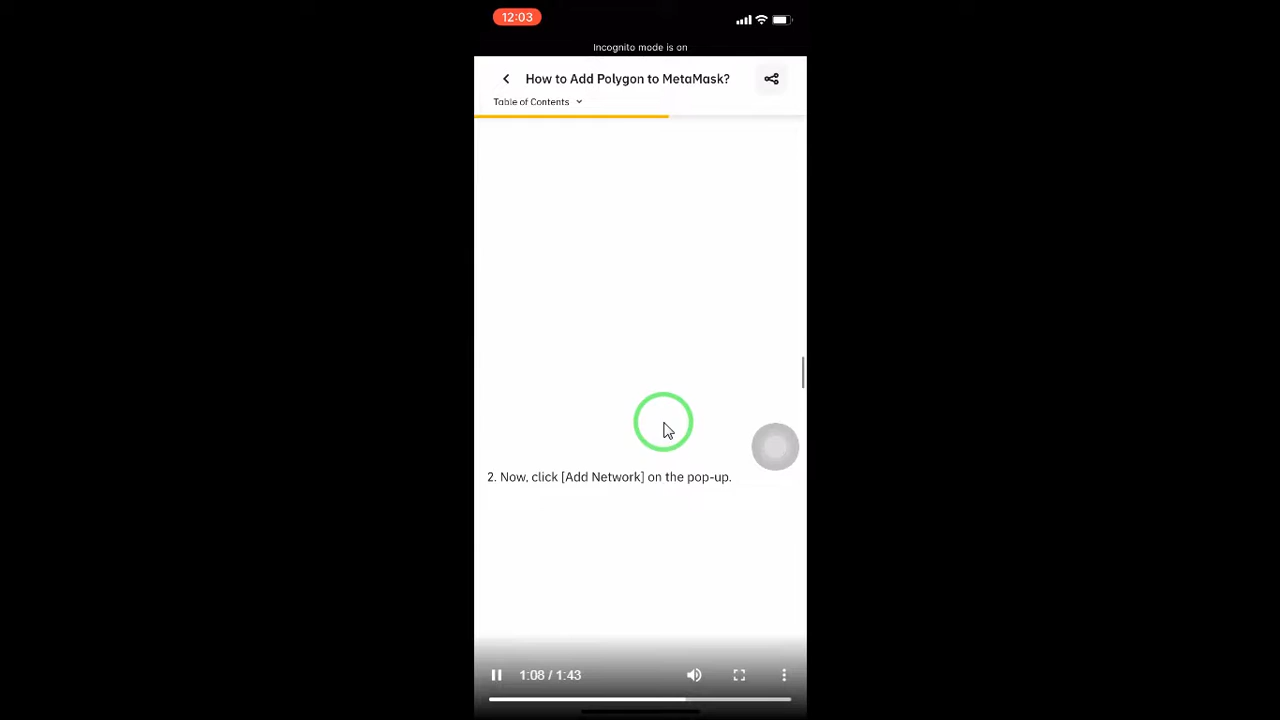 12:03
Incognito mode is on
How to Add Polygon to MetaMask?
Table of Contents
2. Now, click [Add Network] on the pop-up.
1:08 / 1:43